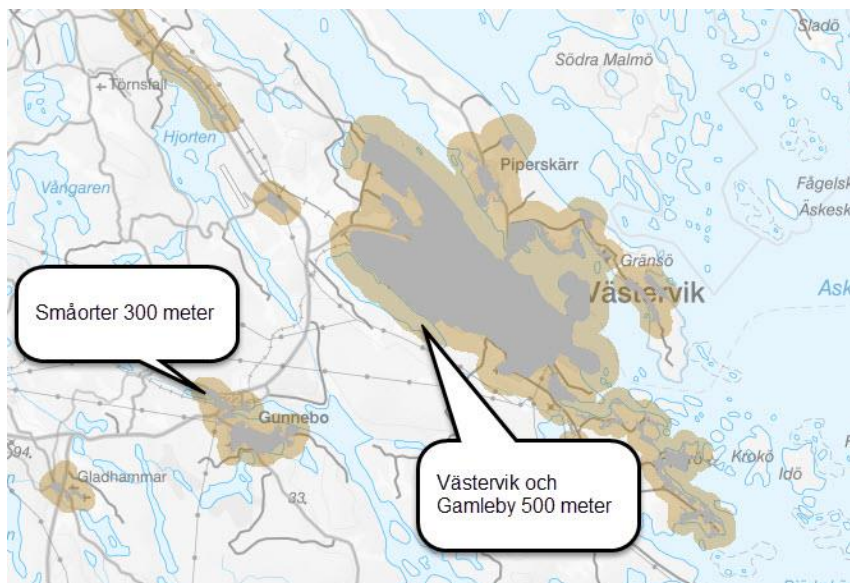 Sladö
Södra Malmö
Törnsfall
Hjorten
Piperskärr
Vångaren
Fågelsk
Äskesk
Gränsö
Västervik
Ask
Småorter 300 meter
Gunnebo
94.
Gladhammar
33.
Västervik och
Gamleby 500 meter
Krokö
Idö